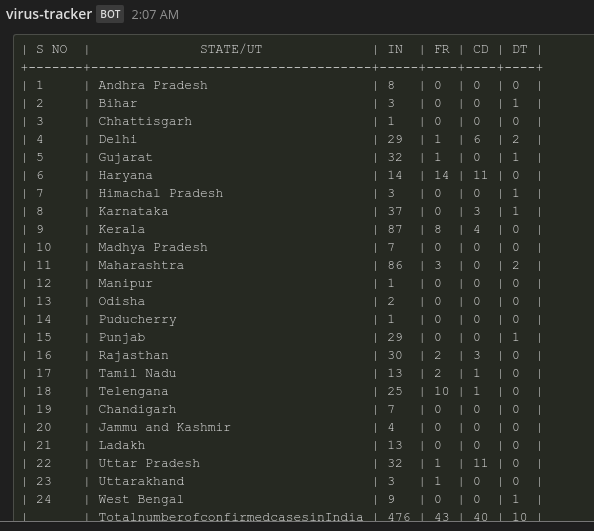 virus-tracker BOT 2:07 AM
| S NO | STATE/UT | IN | FR | CD | DT |
+-------+----------------------------------+-----+----+----+----+
| 1 | Andhra Pradesh | 8 | 0 | 0 | 0 |
| 2 | Bihar | 3 | 0 | 0 | 1 |
| 3 | Chhattisgarh | 1 | 0 | 0 | 0 |
| 4 | Delhi | 29 | 1 | 6 | 2 |
| 5 | Gujarat | 32 | 1 | 0 | 1 |
| 6 | Haryana | 14 | 14 | 11 | 0 |
| 7 | Himachal Pradesh | 3 | 0 | 0 | 1 |
| 8 | Karnataka | 37 | 0 | 3 | 1 |
| 9 | Kerala | 87 | 8 | 4 | 0 |
| 10 | Madhya Pradesh | 7 | 0 | 0 | 0 |
| 11 | Maharashtra | 86 | 3 | 0 | 2 |
| 12 | Manipur | 1 | 0 | 0 | 0 |
| 13 | Odisha | 2 | 0 | 0 | 0 |
| 14 | Puducherry | 1 | 0 | 0 | 0 |
| 15 | Punjab | 29 | 0 | 0 | 1 |
| 16 | Rajasthan | 30 | 2 | 3 | 0 |
| 17 | Tamil Nadu | 13 | 2 | 1 | 0 |
| 18 | Telengana | 25 | 10 | 1 | 0 |
| 19 | Chandigarh | 7 | 0 | 0 | 0 |
| 20 | Jammu and Kashmir | 4 | 0 | 0 | 0 |
| 21 | Ladakh | 13 | 0 | 0 | 0 |
| 22 | Uttar Pradesh | 32 | 1 | 11 | 0 |
| 23 | Uttarakhand | 3 | 1 | 0 | 0 |
| 24 | West Bengal | 9 | 0 | 0 | 1 |
| | TotalnumberofconfirmedcasesinIndia | 476 | 43 | 40 | 10 |